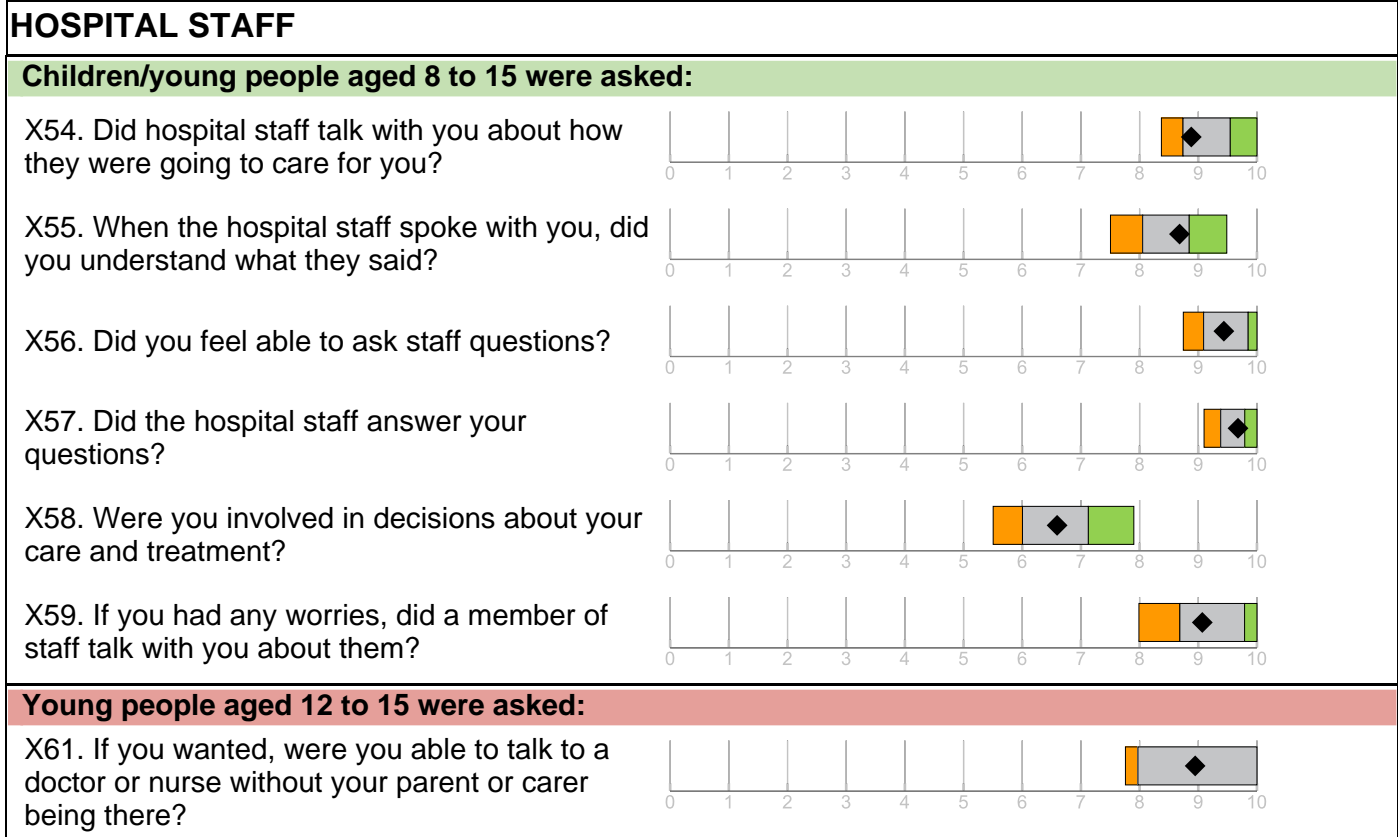 HOSPITAL STAFF
Children/young people aged 8 to 15 were asked:
X54. Did hospital staff talk with you about how
they were going to care for you?
0 1 2 3 4 5 6 7 8 9 10
X55. When the hospital staff spoke with you, did
you understand what they said?
0 1 2 3 4 5 6 7 8 9 10
X56. Did you feel able to ask staff questions?
0 1 2 3 4 5 6 7 8 9 10
X57. Did the hospital staff answer your
questions?
0 1 2 3 4 5 6 7 8 9 10
X58. Were you involved in decisions about your
care and treatment?
0 1 2 3 4 5 6 7 8 9 10
X59. If you had any worries, did a member of
staff talk with you about them?
0 1 2 3 4 5 6 7 8 9 10
Young people aged 12 to 15 were asked:
X61. If you wanted, were you able to talk to a
doctor or nurse without your parent or carer
being there?
0 1 2 3 4 5 6 7 8 9 10